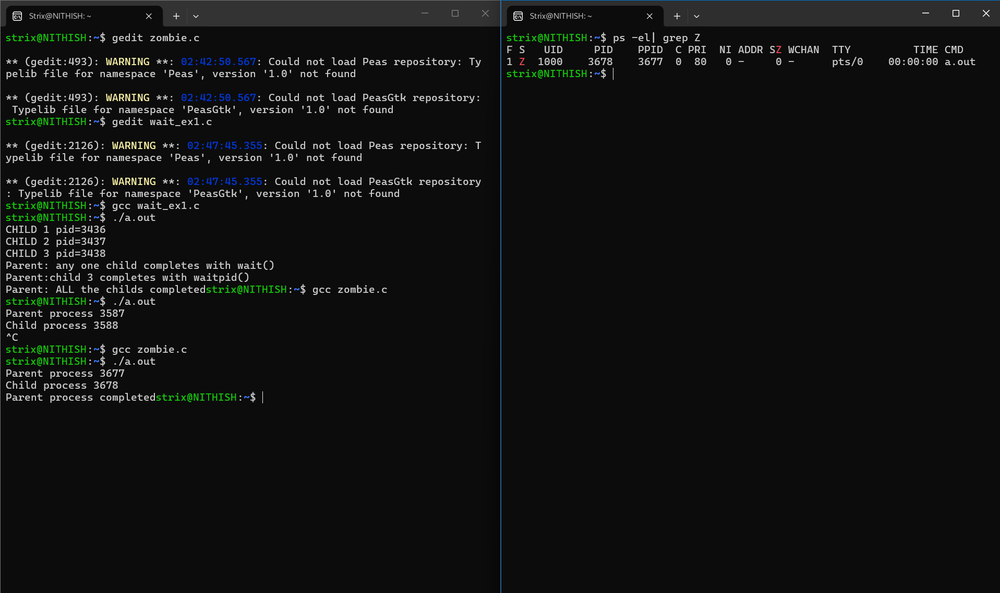 Strix@NITHISH: ~
strix@NITHISH:~$ gedit zombie.c
** (gedit:493): WARNING **: 02:42:50.567: Could not load Peas repository: Ty
pelib file for namespace 'Peas', version '1.0' not found
** (gedit:493): WARNING **: 02:42:50.567: Could not load PeasGtk repository:
 Typelib file for namespace 'PeasGtk', version '1.0' not found
strix@NITHISH:~$ gedit wait_ex1.c
** (gedit:2126): WARNING **: 02:47:45.355: Could not load Peas repository: T
ypelib file for namespace 'Peas', version '1.0' not found
** (gedit:2126): WARNING **: 02:47:45.355: Could not load PeasGtk repository
: Typelib file for namespace 'PeasGtk', version '1.0' not found
strix@NITHISH:~$ gcc wait_ex1.c
strix@NITHISH:~$ ./a.out
CHILD 1 pid=3436
CHILD 2 pid=3437
CHILD 3 pid=3438
Parent: any one child completes with wait()
Parent:child 3 completes with waitpid()
Parent: ALL the childs completedstrix@NITHISH:~$ gcc zombie.c
strix@NITHISH:~$ ./a.out
Parent process 3587
Child process 3588
^C
strix@NITHISH:~$ gcc zombie.c
strix@NITHISH:~$ ./a.out
Parent process 3677
Child process 3678
Parent process completedstrix@NITHISH:~$
Strix@NITHISH: ~
strix@NITHISH:~$ ps -el| grep Z
F S   UID     PID    PPID  C PRI  NI ADDR SZ WCHAN  TTY          TIME CMD
1 Z  1000    3678    3677  0  80   0 -     0 -      pts/0    00:00:00 a.out
strix@NITHISH:~$